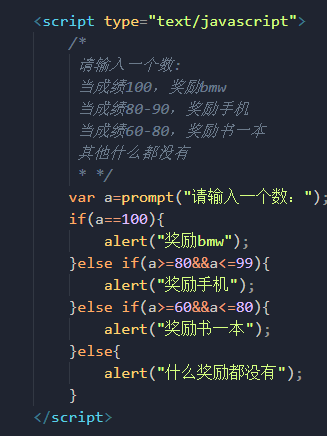 <script type="text/javascript">
/*
请输入一个数:
当成绩100，奖励bmw
当成绩80-90，奖励手机
当成绩60-80，奖励书一本
其他什么都没有
* */
var a=prompt("请输入一个数：");
if(a==100){
alert("奖励bmw");
}else if(a>=80&&a<=99){
alert("奖励手机");
}else if(a>=60&&a<=80){
alert("奖励书一本");
}else{
alert("什么奖励都没有");
}
</script>